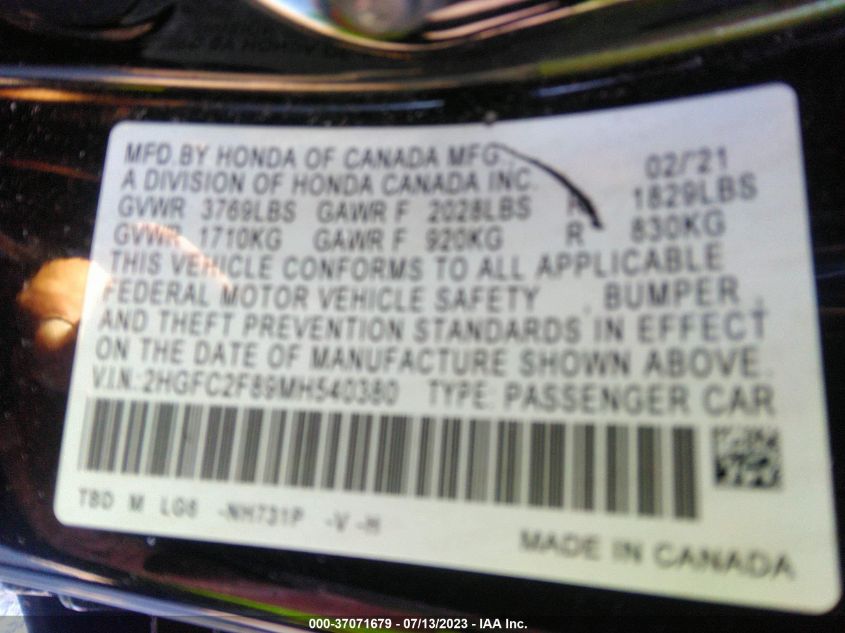 MFD.BY HONDA OF CANADA MFG., 02/'21
A DIVISION OF HONDA CANADA INC.
GVWR 3769LBS GAWR F 2028LBS R 1829LBS
GVWR 1710KG GAWR F 920KG R 830KG
THIS VEHICLE CONFORMS TO ALL APPLICABLE
FEDERAL MOTOR VEHICLE SAFETY , BUMPER ,
AND THEFT PREVENTION STANDARDS IN EFFECT
ON THE DATE OF MANUFACTURE SHOWN ABOVE.
V.I.N.:2HGFC2F89MH540380 TYPE: PASSENGER CAR
TBD M LG6 -NH731P -V -H
MADE IN CANADA
000-37071679 / 07/13/2023 - IAA Inc.